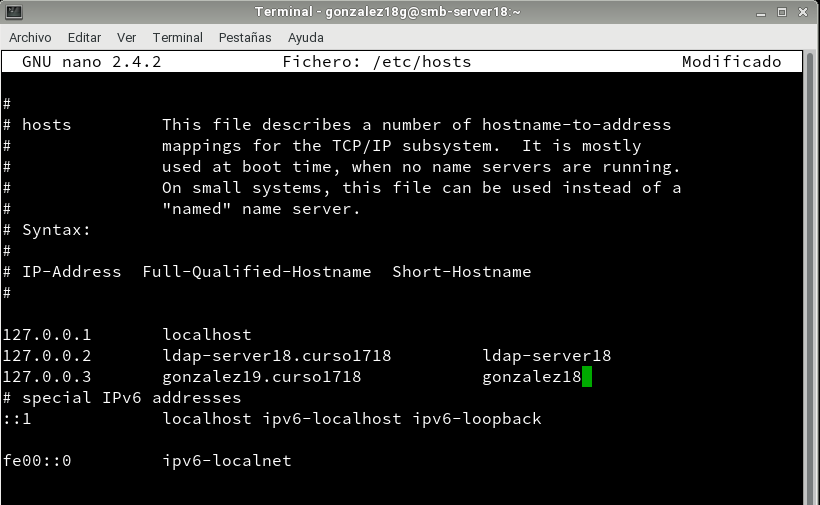 Terminal - gonzalez18g@smb-server18:~
Archivo Editar Ver Terminal Pestañas Ayuda
GNU nano 2.4.2 Fichero: /etc/hosts Modificado
#
# hosts This file describes a number of hostname-to-address
# mappings for the TCP/IP subsystem. It is mostly
# used at boot time, when no name servers are running.
# On small systems, this file can be used instead of a
# "named" name server.
# Syntax:
#
# IP-Address Full-Qualified-Hostname Short-Hostname
#
127.0.0.1 localhost
127.0.0.2 ldap-server18.curso1718 ldap-server18
127.0.0.3 gonzalez19.curso1718 gonzalez18
# special IPv6 addresses
::1 localhost ipv6-localhost ipv6-loopback
fe00::0 ipv6-localnet